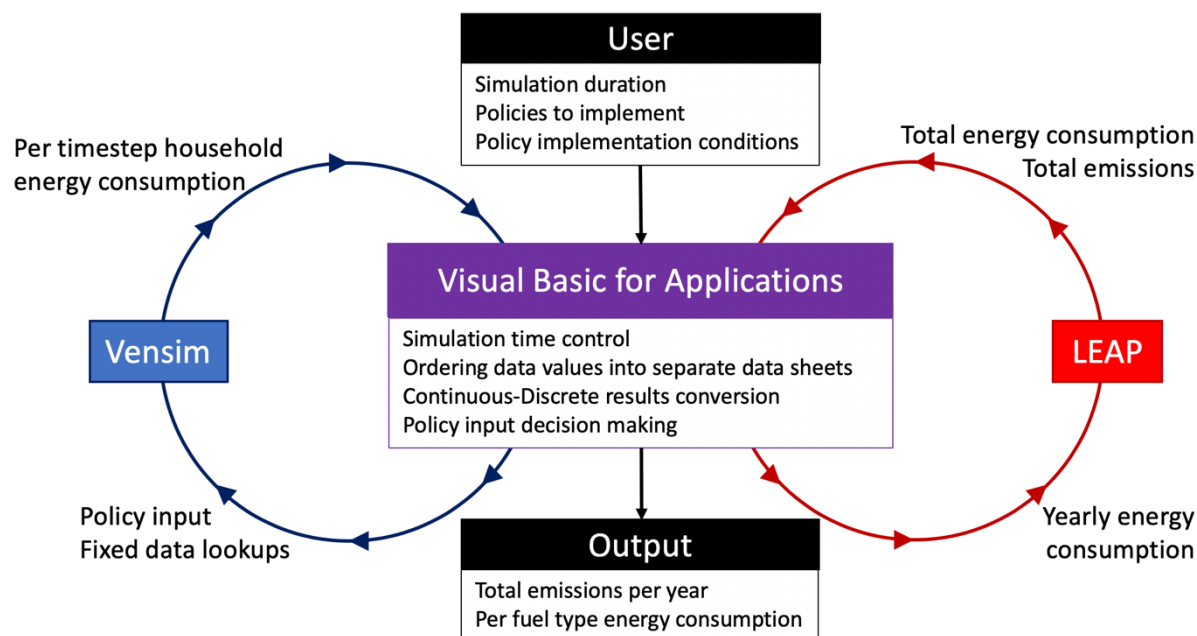 User
Simulation duration
Policies to implement
Policy implementation conditions
Per timestep household
energy consumption
Total energy consumption
Total emissions
Visual Basic for Applications
Simulation time control
Ordering data values into separate data sheets
Continuous-Discrete results conversion
Policy input decision making
Vensim
LEAP
Policy input
Fixed data lookups
Yearly energy
consumption
Output
Total emissions per year
Per fuel type energy consumption